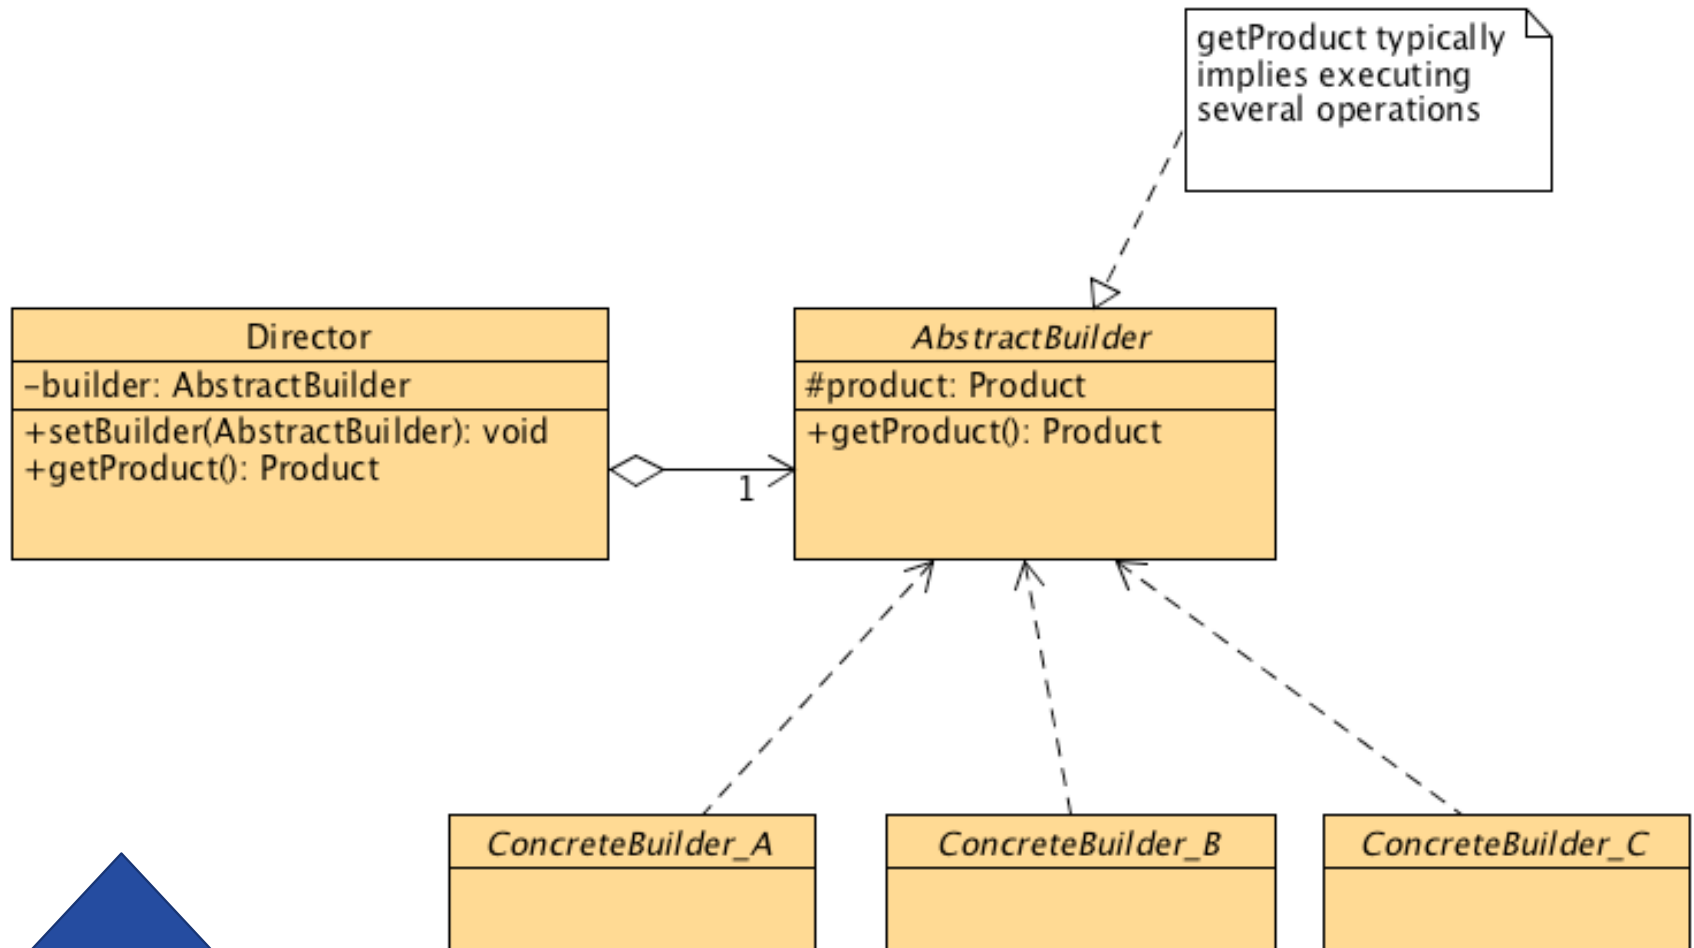 getProduct typically
implies executing
several operations
Director
-builder: AbstractBuilder
+setBuilder(AbstractBuilder): void
+getProduct(): Product
1
AbstractBuilder
#product: Product
+getProduct(): Product
ConcreteBuilder_A
ConcreteBuilder_B
ConcreteBuilder_C